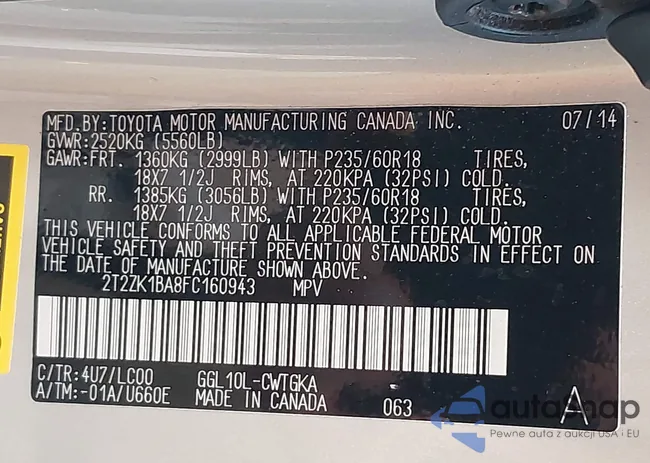 MFD.BY:TOYOTA MOTOR MANUFACTURING CANADA INC. 07/14
GVWR:2520KG (5560LB)
GAWR:FRT. 1360KG (2999LB) WITH P235/60R18 TIRES,
18X7 1/2J RIMS, AT 220KPA (32PSI) COLD.
RR. 1385KG (3056LB) WITH P235/60R18 TIRES,
18X7 1/2J RIMS, AT 220KPA (32PSI) COLD.
THIS VEHICLE CONFORMS TO ALL APPLICABLE FEDERAL MOTOR
VEHICLE SAFETY AND THEFT PREVENTION STANDARDS IN EFFECT ON
THE DATE OF MANUFACTURE SHOWN ABOVE.
2T2ZK1BA8FC160943 MPV
C/TR:4U7/LC00 GGL10L-CWTGKA
A/TM:-01A/U660E MADE IN CANADA 063 A
autoShop
Pewne auta z aukcji USA i EU